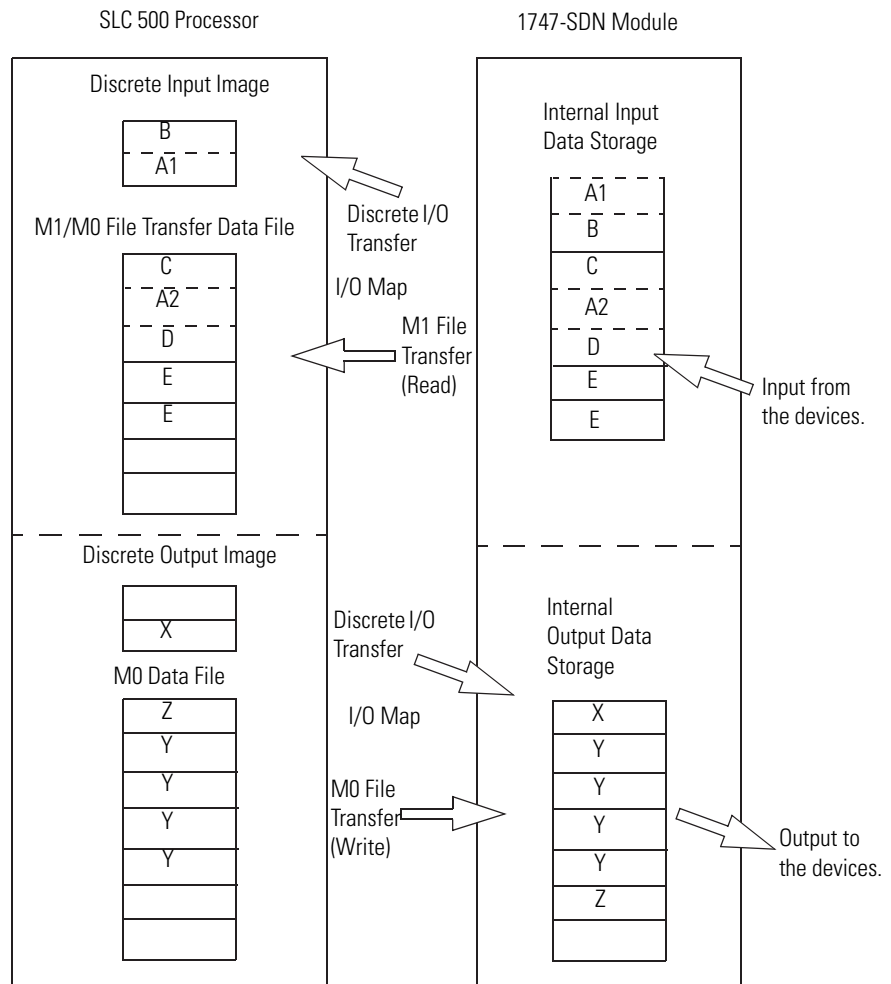 SLC 500 Processor
1747-SDN Module
Discrete Input Image
B
A1
M1/M0 File Transfer Data File
C
A2
D
E
E
Discrete I/O
Transfer
I/O Map
M1 File
Transfer
(Read)
Internal Input
Data Storage
A1
B
C
A2
D
E
E
Input from
the devices.
Discrete Output Image
X
M0 Data File
Z
Y
Y
Y
Y
Discrete I/O
Transfer
I/O Map
M0 File
Transfer
(Write)
Internal
Output Data
Storage
X
Y
Y
Y
Y
Z
Output to
the devices.